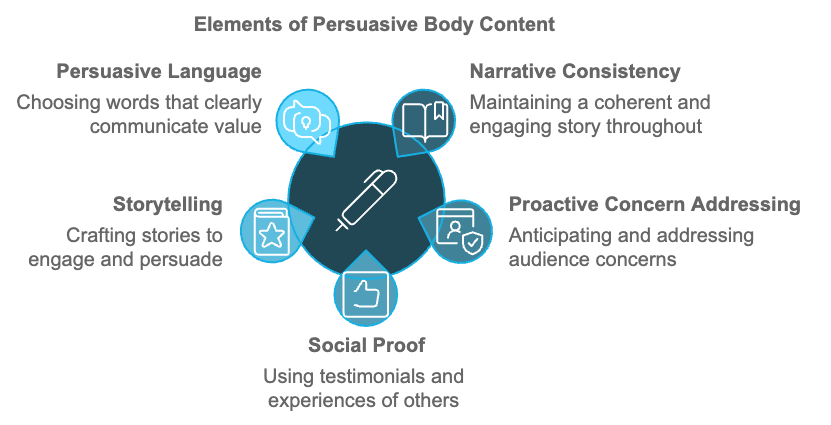 Elements of Persuasive Body Content
Persuasive Language
Choosing words that clearly
communicate value
Narrative Consistency
Maintaining a coherent and
engaging story throughout
Storytelling
Crafting stories to
engage and persuade
Proactive Concern Addressing
Anticipating and addressing
audience concerns
Social Proof
Using testimonials and
experiences of others